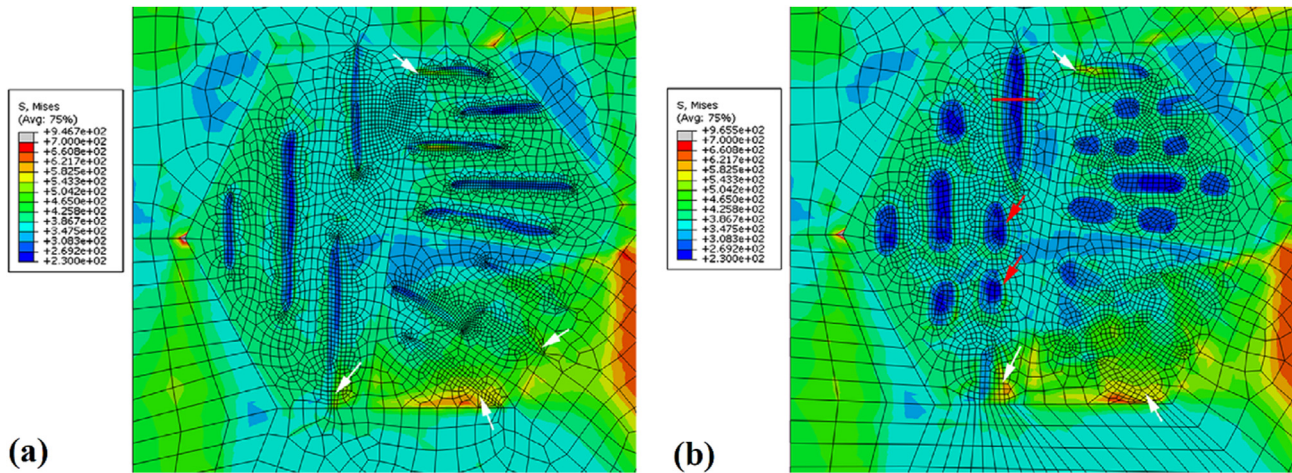 S, Mises
(Avg: 75%)
+9.467e+02
+7.000e+02
+6.608e+02
+6.217e+02
+5.825e+02
+5.433e+02
+5.042e+02
+4.650e+02
+4.258e+02
+3.867e+02
+3.475e+02
+3.083e+02
+2.692e+02
+2.300e+02
(a)
S, Mises
(Avg: 75%)
+9.655e+02
+7.000e+02
+6.608e+02
+6.217e+02
+5.825e+02
+5.433e+02
+5.042e+02
+4.650e+02
+4.258e+02
+3.867e+02
+3.475e+02
+3.083e+02
+2.692e+02
+2.300e+02
(b)